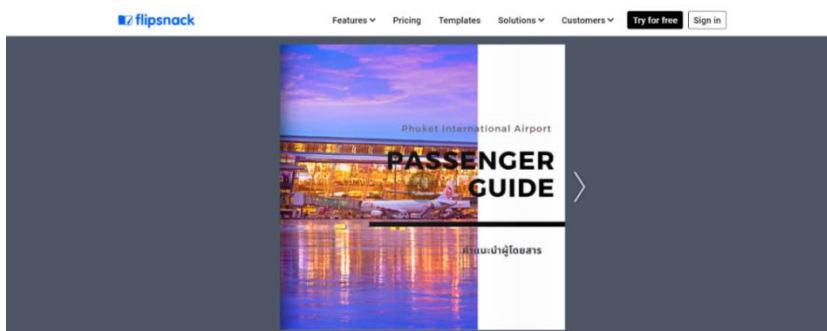 flipsnack
Features Pricing Templates Solutions Customers Try for free Sign in
Phuket International Airport
PASSENGER
GUIDE
คำแนะนำผู้โดยสาร